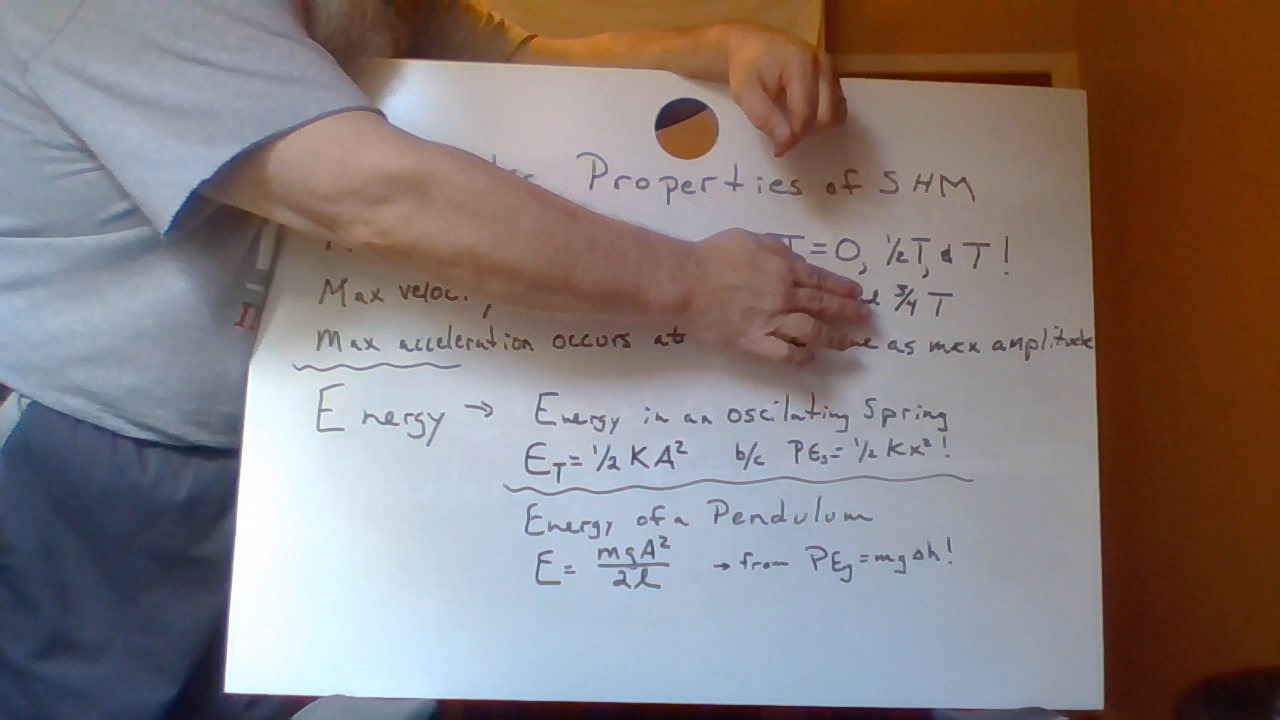 Properties of SHM
T=0, ½T, & T!
Max veloc. ¾ T
Max acceleration occurs at as max amplitude
Energy → Energy in an oscilating Spring
E_T = ½ KA² b/c PE_s = ½ Kx²!
Energy of a Pendulum
E = mgA²/2l → from PE_g = mgΔh!